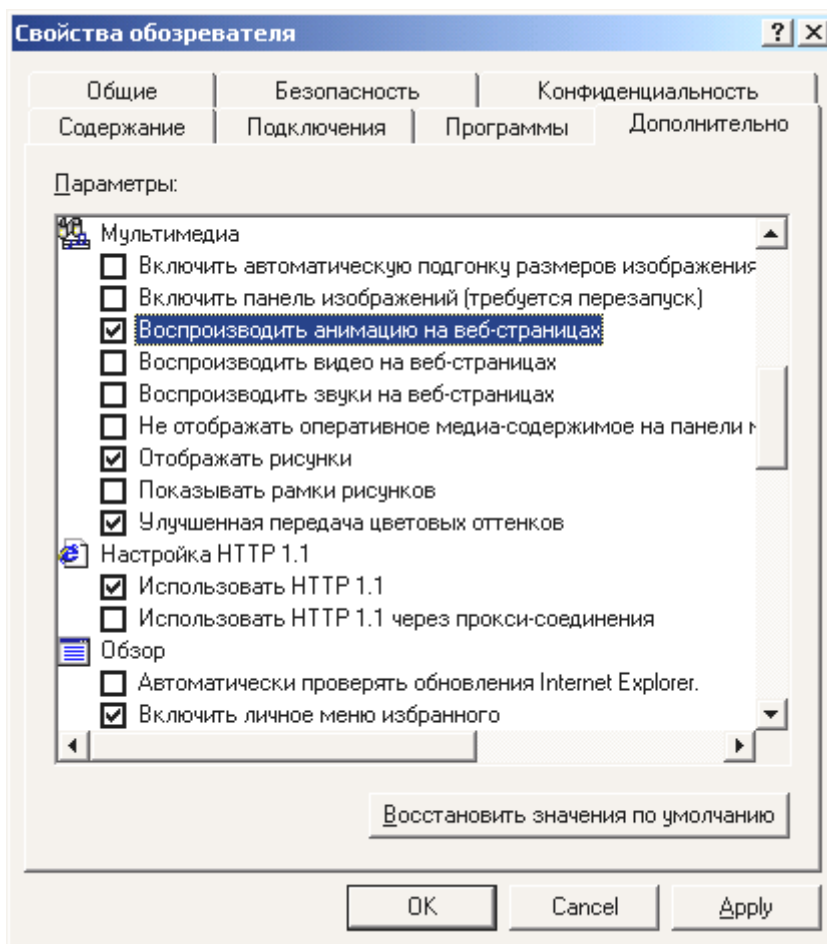 Свойства обозревателя
Общие Безопасность Конфиденциальность
Содержание Подключения Программы Дополнительно
Параметры:
Мультимедиа
Включить автоматическую подгонку размеров изображения
Включить панель изображений (требуется перезапуск)
Воспроизводить анимацию на веб-страницах
Воспроизводить видео на веб-страницах
Воспроизводить звуки на веб-страницах
Не отображать оперативное медиа-содержимое на панели
Отображать рисунки
Показывать рамки рисунков
Улучшенная передача цветовых оттенков
Настройка HTTP 1.1
Использовать HTTP 1.1
Использовать HTTP 1.1 через прокси-соединения
Обзор
Автоматически проверять обновления Internet Explorer.
Включить личное меню избранного
Восстановить значения по умолчанию
OK Cancel Apply